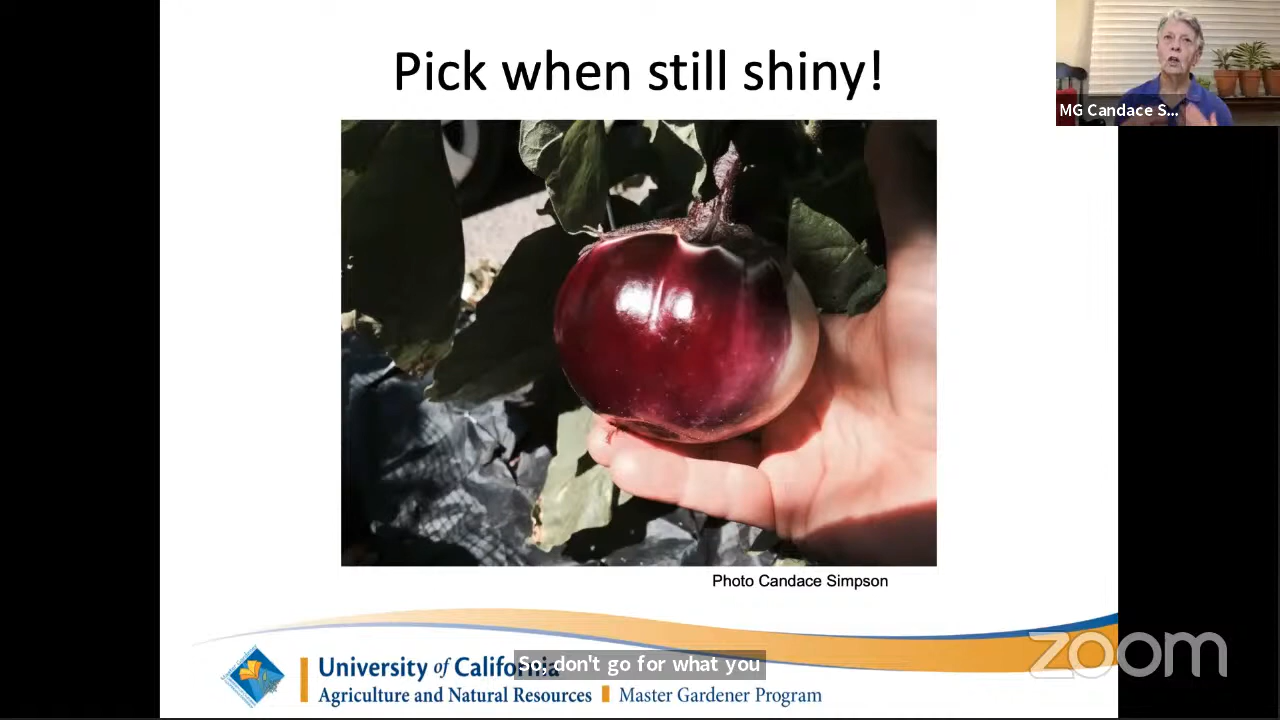 Pick when still shiny!
MG Candace S...
Photo Candace Simpson
University of California
So, don't go for what you
Agriculture and Natural Resources
Master Gardener Program
zoom